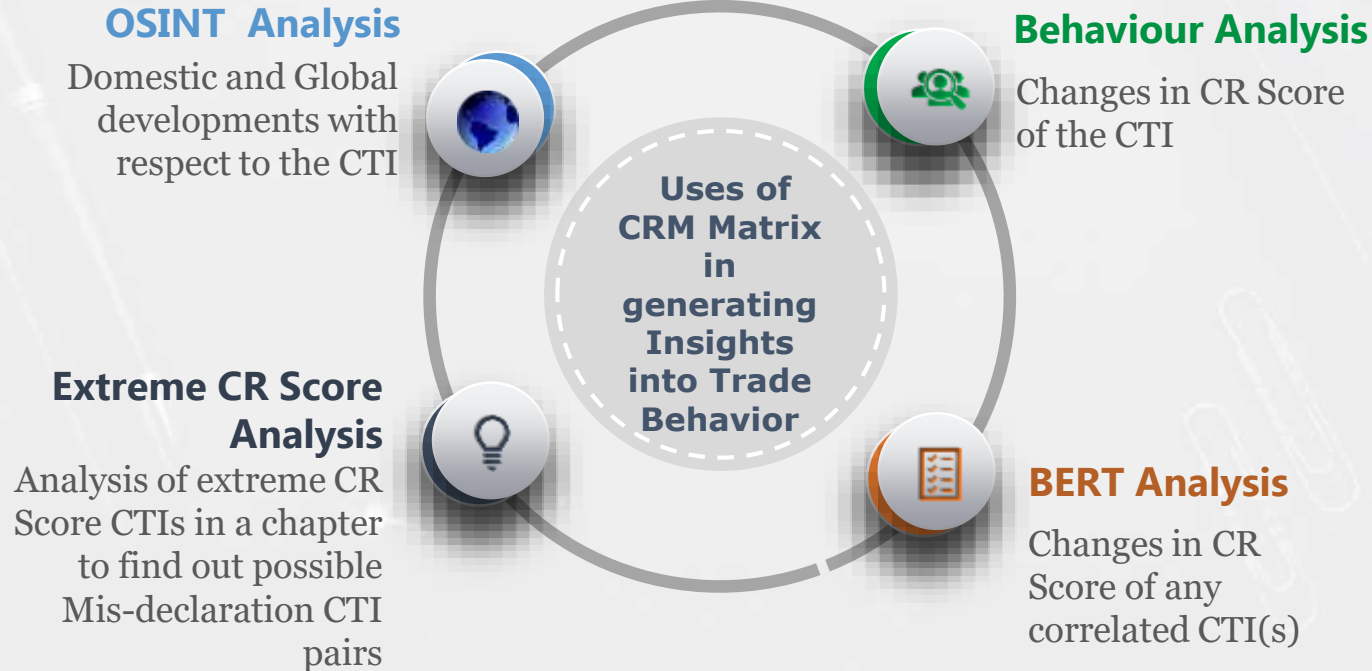 OSINT Analysis
Domestic and Global
developments with
respect to the CTI
Behaviour Analysis
Changes in CR Score
of the CTI
Uses of
CRM Matrix
in
generating
Insights
into Trade
Behavior
Extreme CR Score
Analysis
Analysis of extreme CR
Score CTIs in a chapter
to find out possible
Mis-declaration CTI
pairs
BERT Analysis
Changes in CR
Score of any
correlated CTI(s)